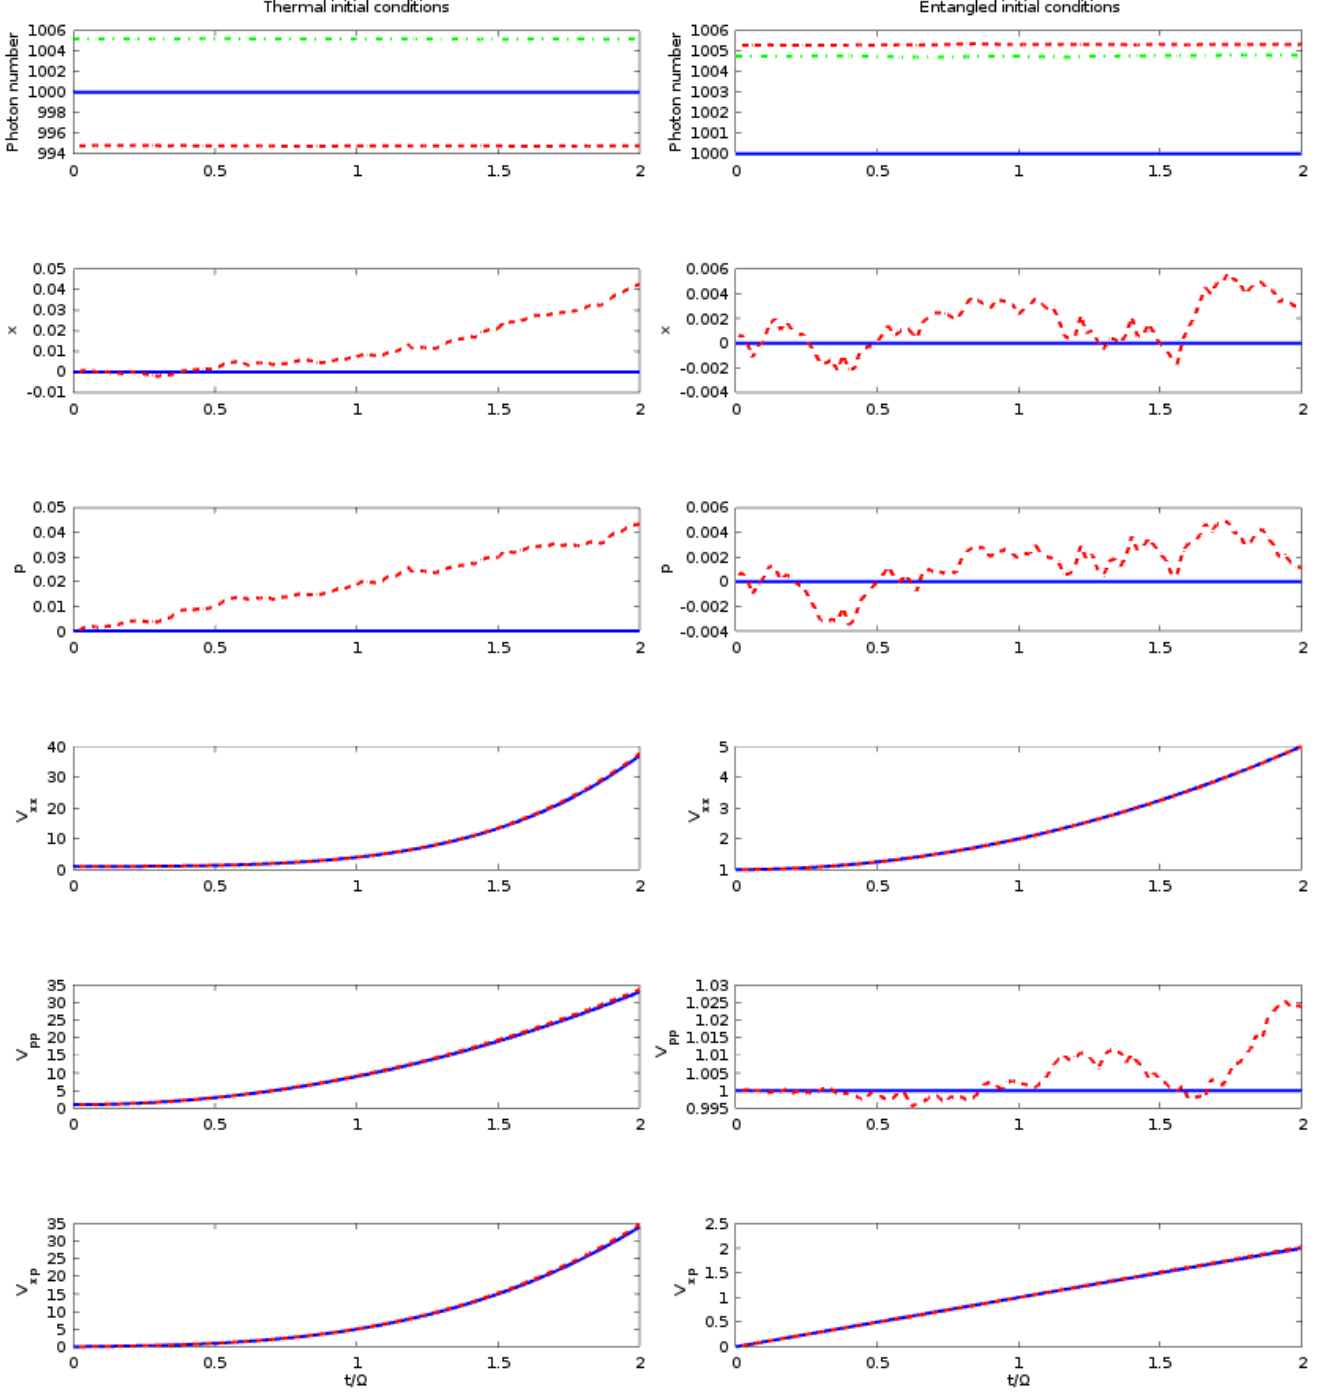 Thermal initial conditions
Photon number
1006
1004
1002
1000
998
996
994
0 0.5 1 1.5 2
x
0.05
0.04
0.03
0.02
0.01
0
-0.01
0 0.5 1 1.5 2
p
0.05
0.04
0.03
0.02
0.01
0
0 0.5 1 1.5 2
Vxx
40
30
20
10
0
0 0.5 1 1.5 2
Vpp
35
30
25
20
15
10
5
0
0 0.5 1 1.5 2
Vxp
35
30
25
20
15
10
5
0
0 0.5 1 1.5 2
t/Ω
Entangled initial conditions
Photon number
1006
1005
1004
1003
1002
1001
1000
0 0.5 1 1.5 2
x
0.006
0.004
0.002
0
-0.002
-0.004
0 0.5 1 1.5 2
p
0.006
0.004
0.002
0
-0.002
-0.004
0 0.5 1 1.5 2
Vxx
5
4
3
2
1
0 0.5 1 1.5 2
Vpp
1.03
1.025
1.02
1.015
1.01
1.005
1
0.995
0 0.5 1 1.5 2
Vxp
2.5
2
1.5
1
0.5
0
0 0.5 1 1.5 2
t/Ω